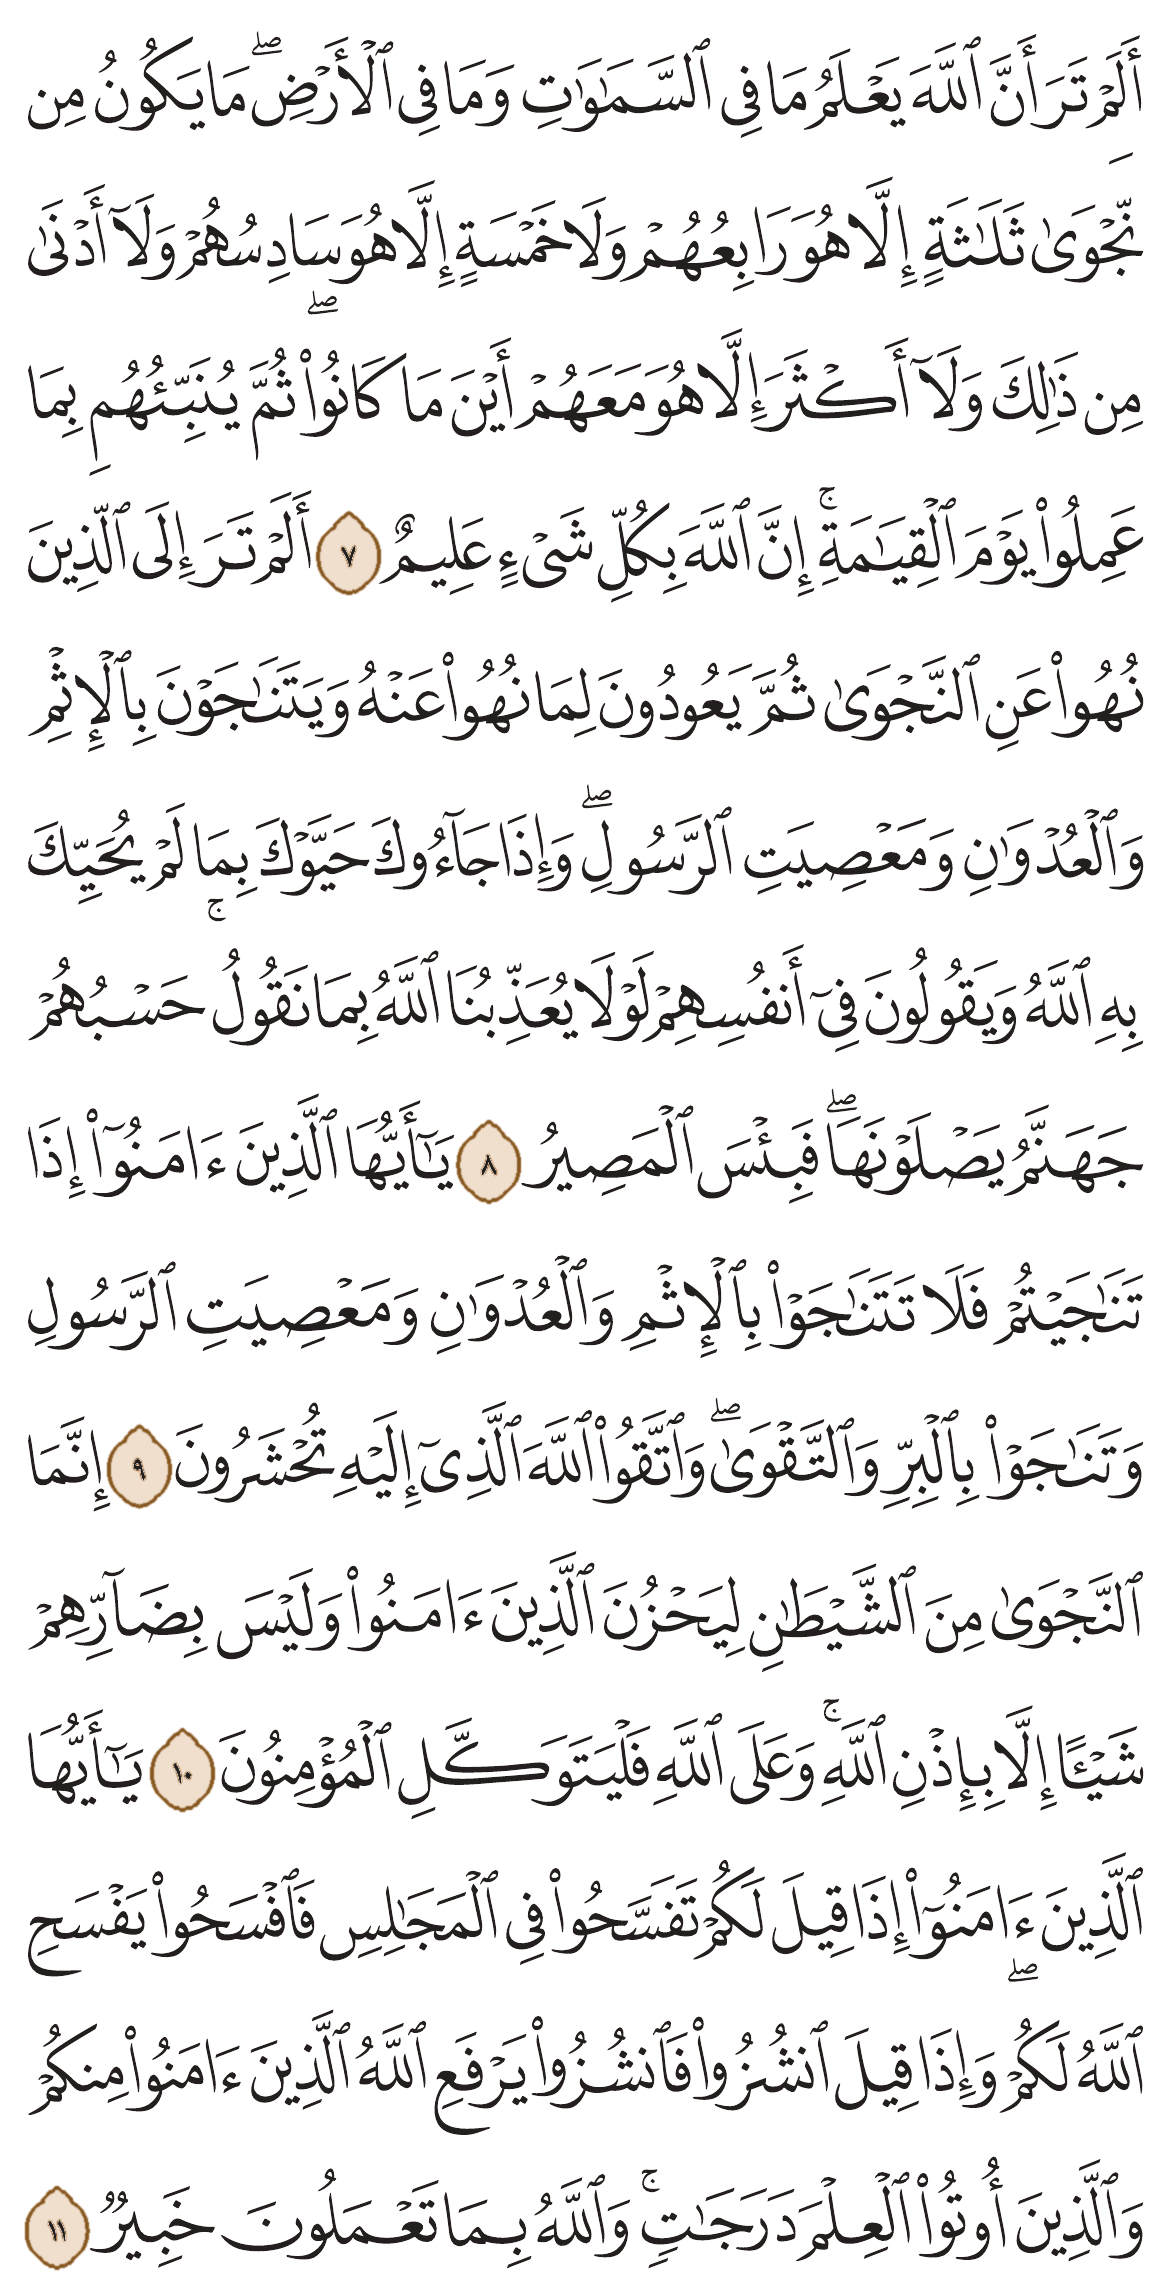 أَلَمْ تَرَ أَنَّ ٱللَّهَ يَعْلَمُ مَا فِى ٱلسَّمَٰوَٰتِ وَمَا فِى ٱلْأَرْضِ ۖ مَا يَكُونُ مِن
نَّجْوَىٰ ثَلَٰثَةٍ إِلَّا هُوَ رَابِعُهُمْ وَلَا خَمْسَةٍ إِلَّا هُوَ سَادِسُهُمْ وَلَآ أَدْنَىٰ
مِن ذَٰلِكَ وَلَآ أَكْثَرَ إِلَّا هُوَ مَعَهُمْ أَيْنَ مَا كَانُوا۟ ۖ ثُمَّ يُنَبِّئُهُم بِمَا
عَمِلُوا۟ يَوْمَ ٱلْقِيَٰمَةِ ۚ إِنَّ ٱللَّهَ بِكُلِّ شَىْءٍ عَلِيمٌ ٧ أَلَمْ تَرَ إِلَى ٱلَّذِينَ
نُهُوا۟ عَنِ ٱلنَّجْوَىٰ ثُمَّ يَعُودُونَ لِمَا نُهُوا۟ عَنْهُ وَيَتَنَٰجَوْنَ بِٱلْإِثْمِ
وَٱلْعُدْوَٰنِ وَمَعْصِيَتِ ٱلرَّسُولِ ۖ وَإِذَا جَآءُوكَ حَيَّوْكَ بِمَا لَمْ يُحَيِّكَ
بِهِ ٱللَّهُ وَيَقُولُونَ فِىٓ أَنفُسِهِمْ لَوْلَا يُعَذِّبُنَا ٱللَّهُ بِمَا نَقُولُ ۚ حَسْبُهُمْ
جَهَنَّمُ يَصْلَوْنَهَا ۖ فَبِئْسَ ٱلْمَصِيرُ ٨ يَٰٓأَيُّهَا ٱلَّذِينَ ءَامَنُوٓا۟ إِذَا
تَنَٰجَيْتُمْ فَلَا تَتَنَٰجَوْا۟ بِٱلْإِثْمِ وَٱلْعُدْوَٰنِ وَمَعْصِيَتِ ٱلرَّسُولِ
وَتَنَٰجَوْا۟ بِٱلْبِرِّ وَٱلتَّقْوَىٰ ۖ وَٱتَّقُوا۟ ٱللَّهَ ٱلَّذِىٓ إِلَيْهِ تُحْشَرُونَ ٩ إِنَّمَا
ٱلنَّجْوَىٰ مِنَ ٱلشَّيْطَٰنِ لِيَحْزُنَ ٱلَّذِينَ ءَامَنُوا۟ وَلَيْسَ بِضَآرِّهِمْ
شَيْـًٔا إِلَّا بِإِذْنِ ٱللَّهِ ۚ وَعَلَى ٱللَّهِ فَلْيَتَوَكَّلِ ٱلْمُؤْمِنُونَ ١٠ يَٰٓأَيُّهَا
ٱلَّذِينَ ءَامَنُوٓا۟ إِذَا قِيلَ لَكُمْ تَفَسَّحُوا۟ فِى ٱلْمَجَٰلِسِ فَٱفْسَحُوا۟ يَفْسَحِ
ٱللَّهُ لَكُمْ ۖ وَإِذَا قِيلَ ٱنشُزُوا۟ فَٱنشُزُوا۟ يَرْفَعِ ٱللَّهُ ٱلَّذِينَ ءَامَنُوا۟ مِنكُمْ
وَٱلَّذِينَ أُوتُوا۟ ٱلْعِلْمَ دَرَجَٰتٍ ۚ وَٱللَّهُ بِمَا تَعْمَلُونَ خَبِيرٌ ١١